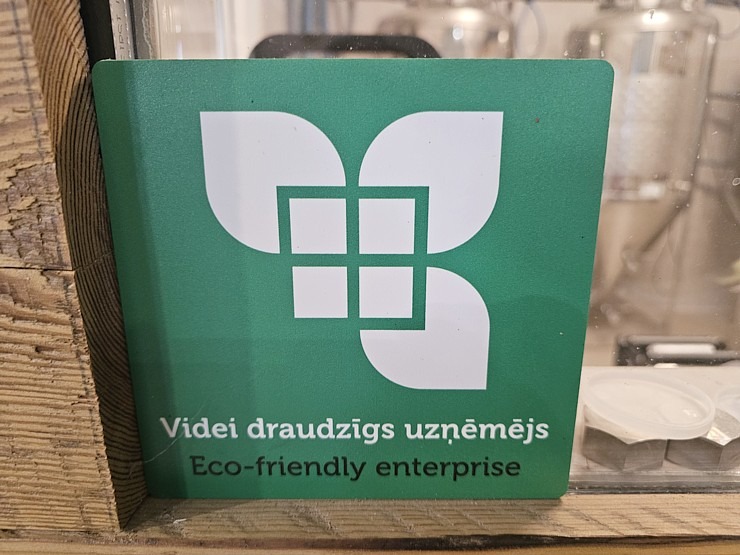 Videi draudzīgs uzņēmējs
Eco-friendly enterprise